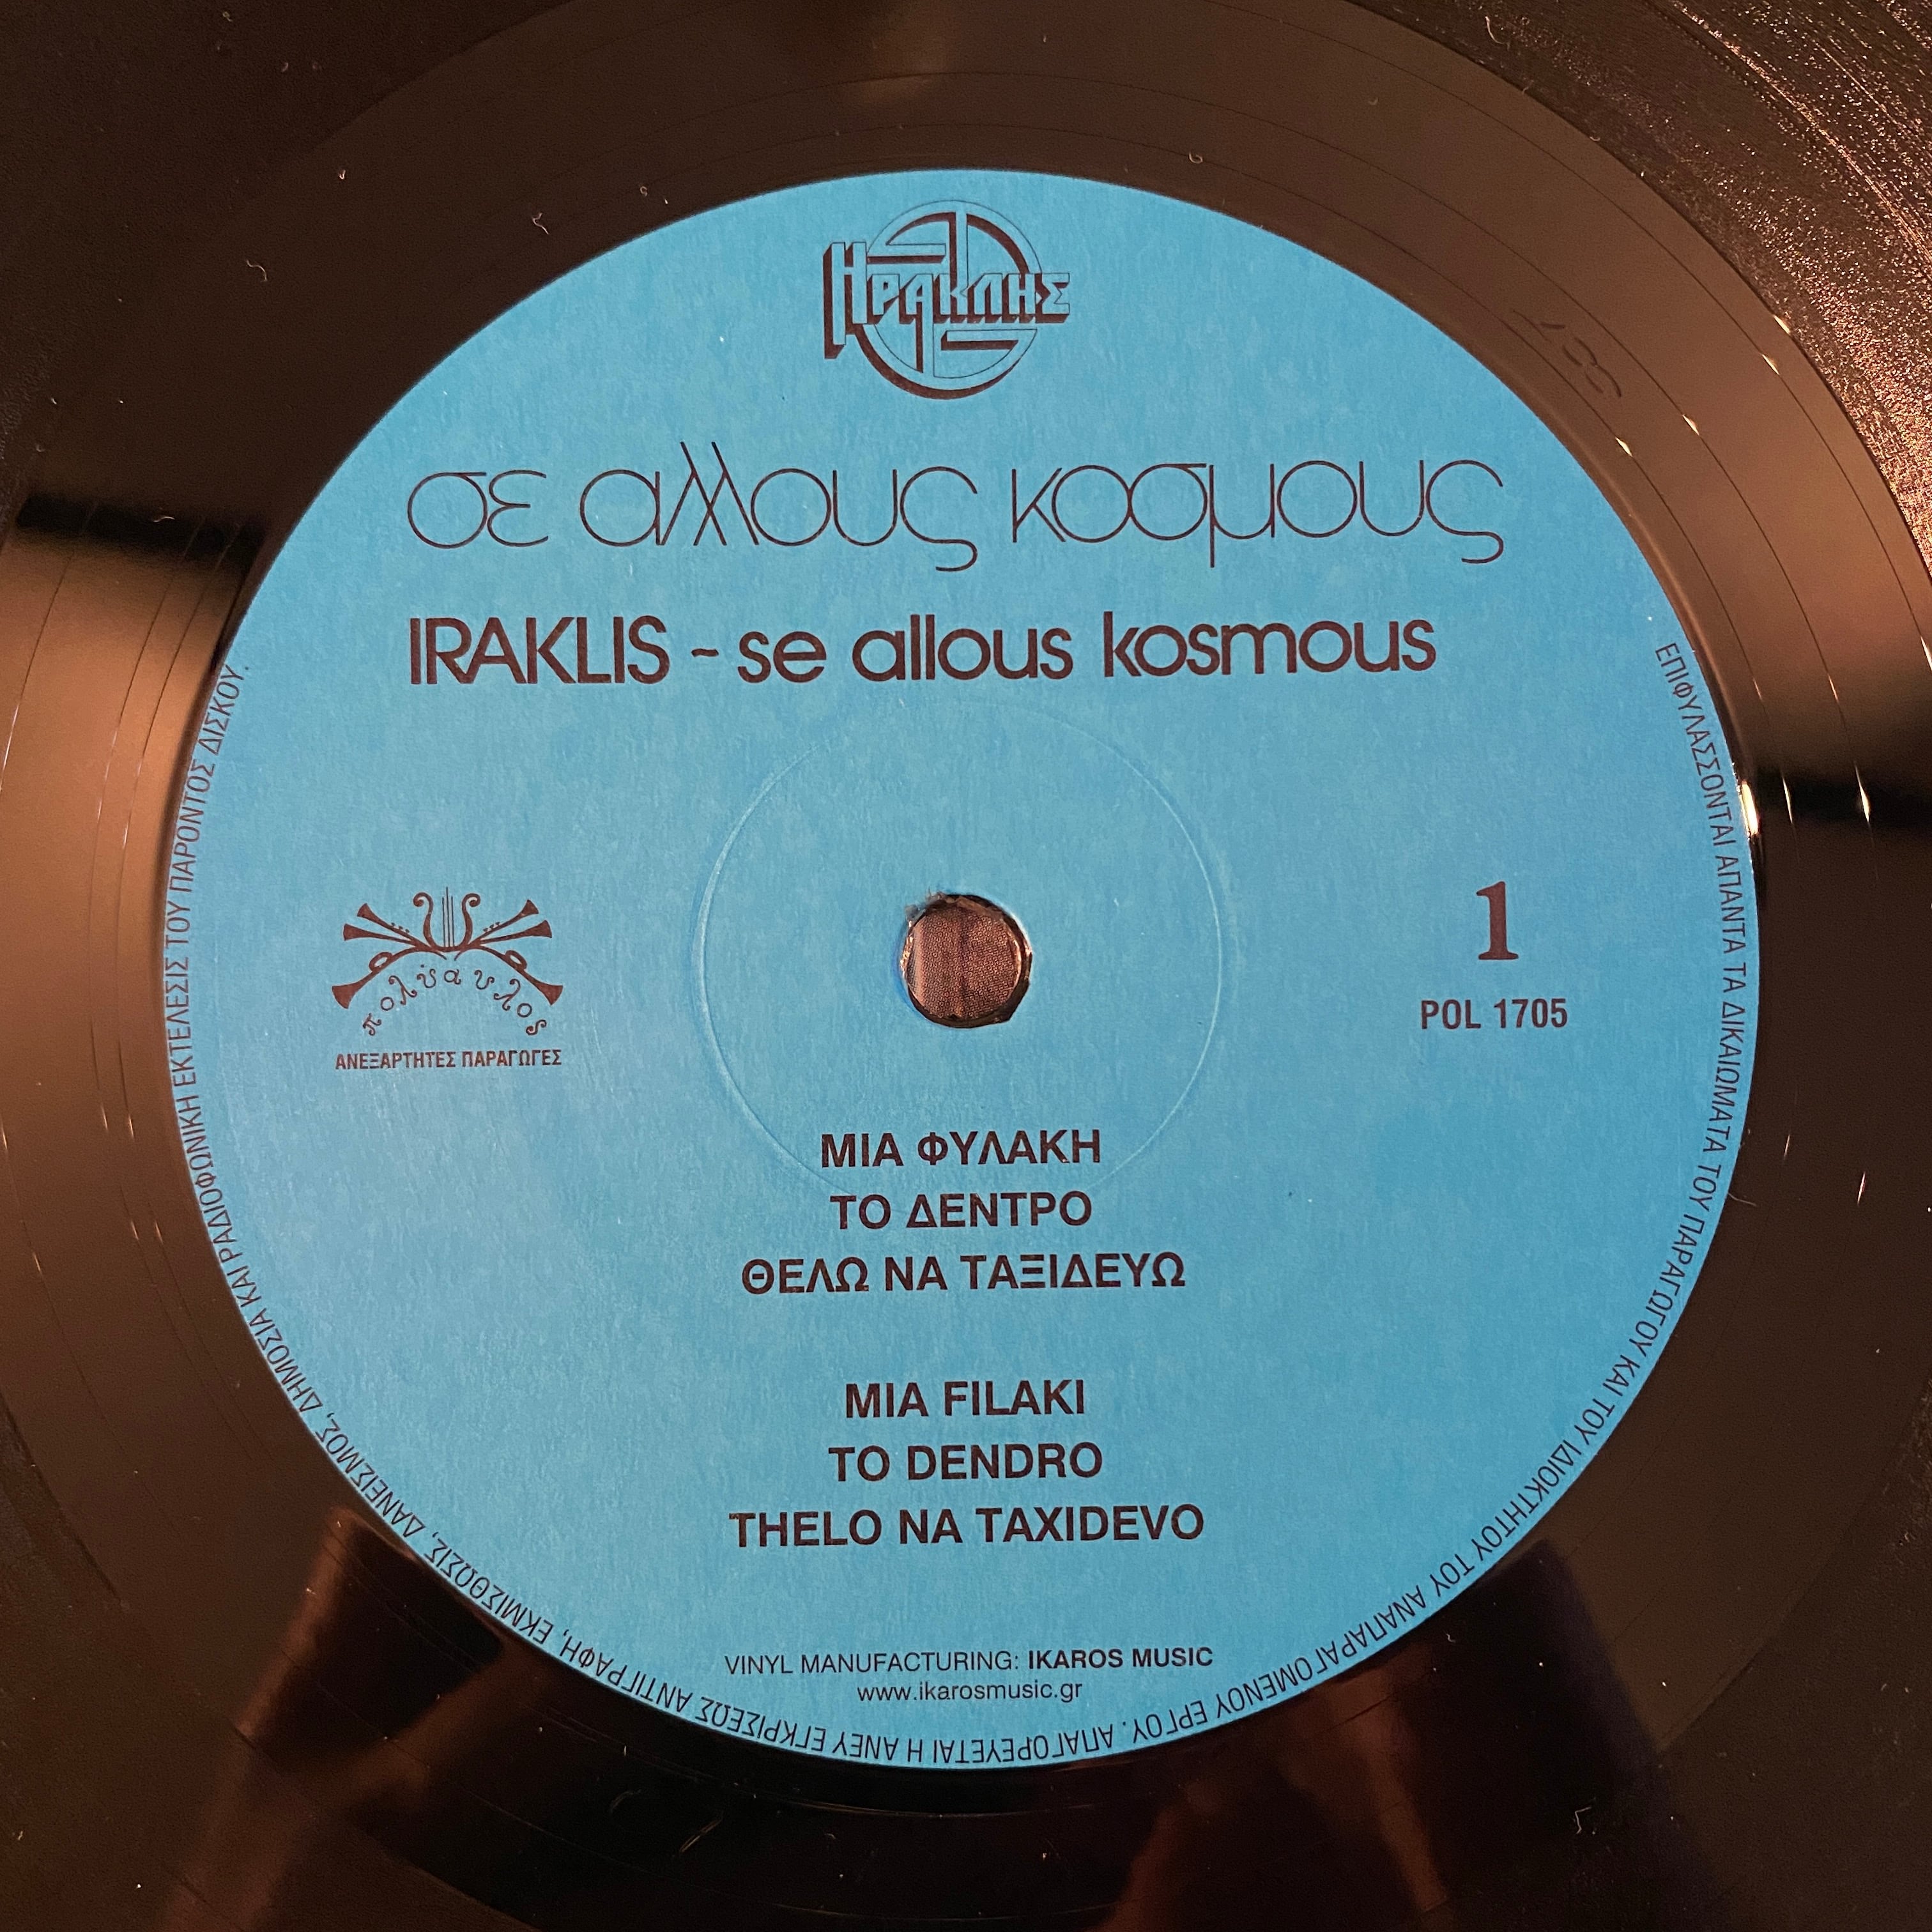 ΗΡΑΚΛΗΣ
σε αλλους κοσμους
IRAKLIS - se allous kosmous
πολύαυλος
ΑΝΕΞΑΡΤΗΤΕΣ ΠΑΡΑΓΩΓΕΣ
1
POL 1705
ΜΙΑ ΦΥΛΑΚΗ
ΤΟ ΔΕΝΤΡΟ
ΘΕΛΩ ΝΑ ΤΑΞΙΔΕΥΩ
MIA FILAKI
TO DENDRO
THELO NA TAXIDEVO
VINYL MANUFACTURING: IKAROS MUSIC
www.ikarosmusic.gr
ΕΠΙΦΥΛΑΣΣΟΝΤΑΙ ΑΠΑΝΤΑ ΤΑ ΔΙΚΑΙΩΜΑΤΑ ΤΟΥ ΠΑΡΑΓΩΓΟΥ ΚΑΙ ΤΟΥ ΙΔΙΟΚΤΗΤΟΥ ΤΟΥ ΑΝΑΠΑΡΑΓΟΜΕΝΟΥ ΕΡΓΟΥ. ΑΠΑΓΟΡΕΥΕΤΑΙ Η ΑΝΕΥ ΕΓΚΡΙΣΕΩΣ ΑΝΤΙΓΡΑΦΗ, ΕΚΜΙΣΘΩΣΙΣ, ΔΑΝΕΙΣΜΟΣ, ΔΗΜΟΣΙΑ ΚΑΙ ΡΑΔΙΟΦΩΝΙΚΗ ΕΚΤΕΛΕΣΙΣ ΤΟΥ ΠΑΡΟΝΤΟΣ ΔΙΣΚΟΥ.